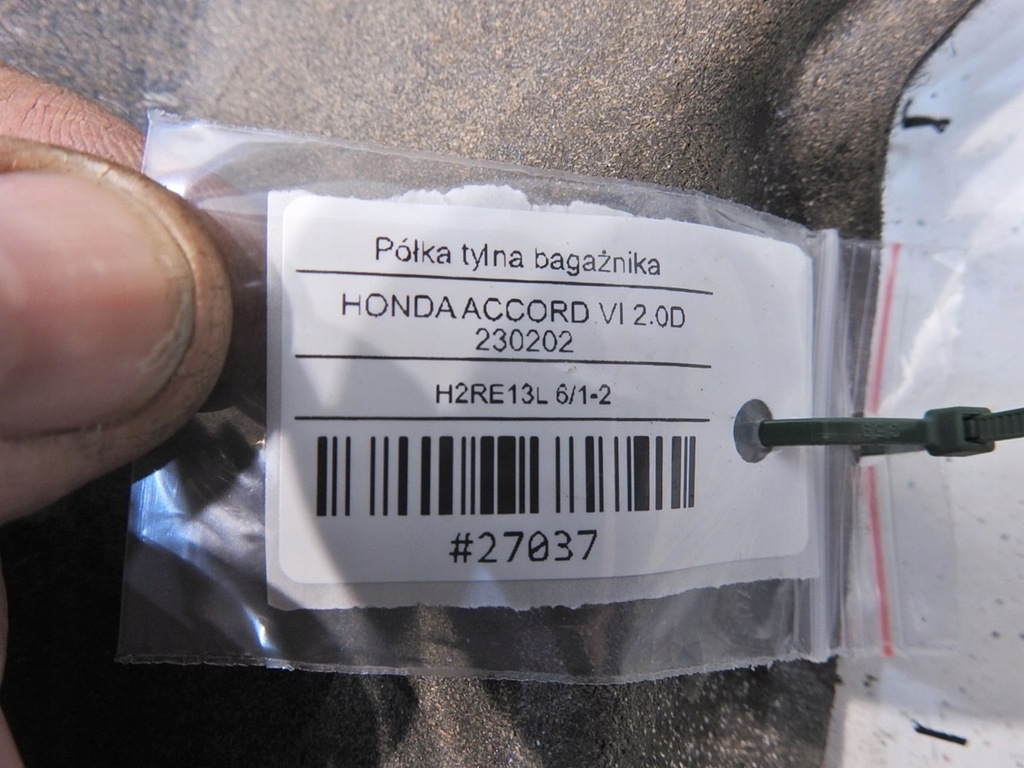 Półka tylna bagażnika
HONDA ACCORD VI 2.0D
230202
H2RE13L 6/1-2
#27037